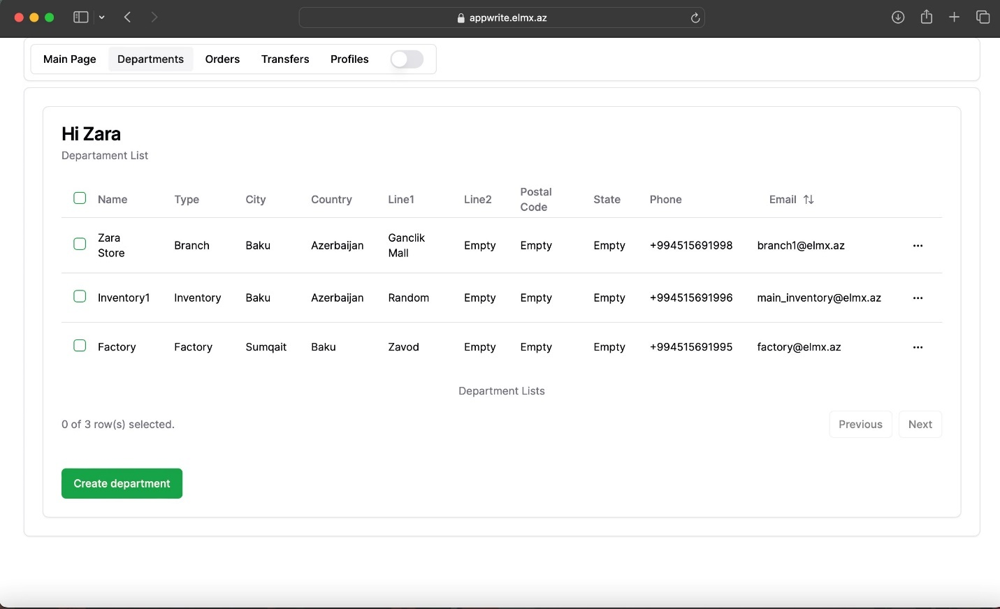 appwrite.elmx.az
Main Page Departments Orders Transfers Profiles
Hi Zara
Departament List
Name Type City Country Line1 Line2 Postal Code State Phone Email
Zara Store Branch Baku Azerbaijan Ganclik Mall Empty Empty Empty +994515691998 branch1@elmx.az ...
Inventory1 Inventory Baku Azerbaijan Random Empty Empty Empty +994515691996 main_inventory@elmx.az ...
Factory Factory Sumqait Baku Zavod Empty Empty Empty +994515691995 factory@elmx.az ...
Department Lists
0 of 3 row(s) selected. Previous Next
Create department